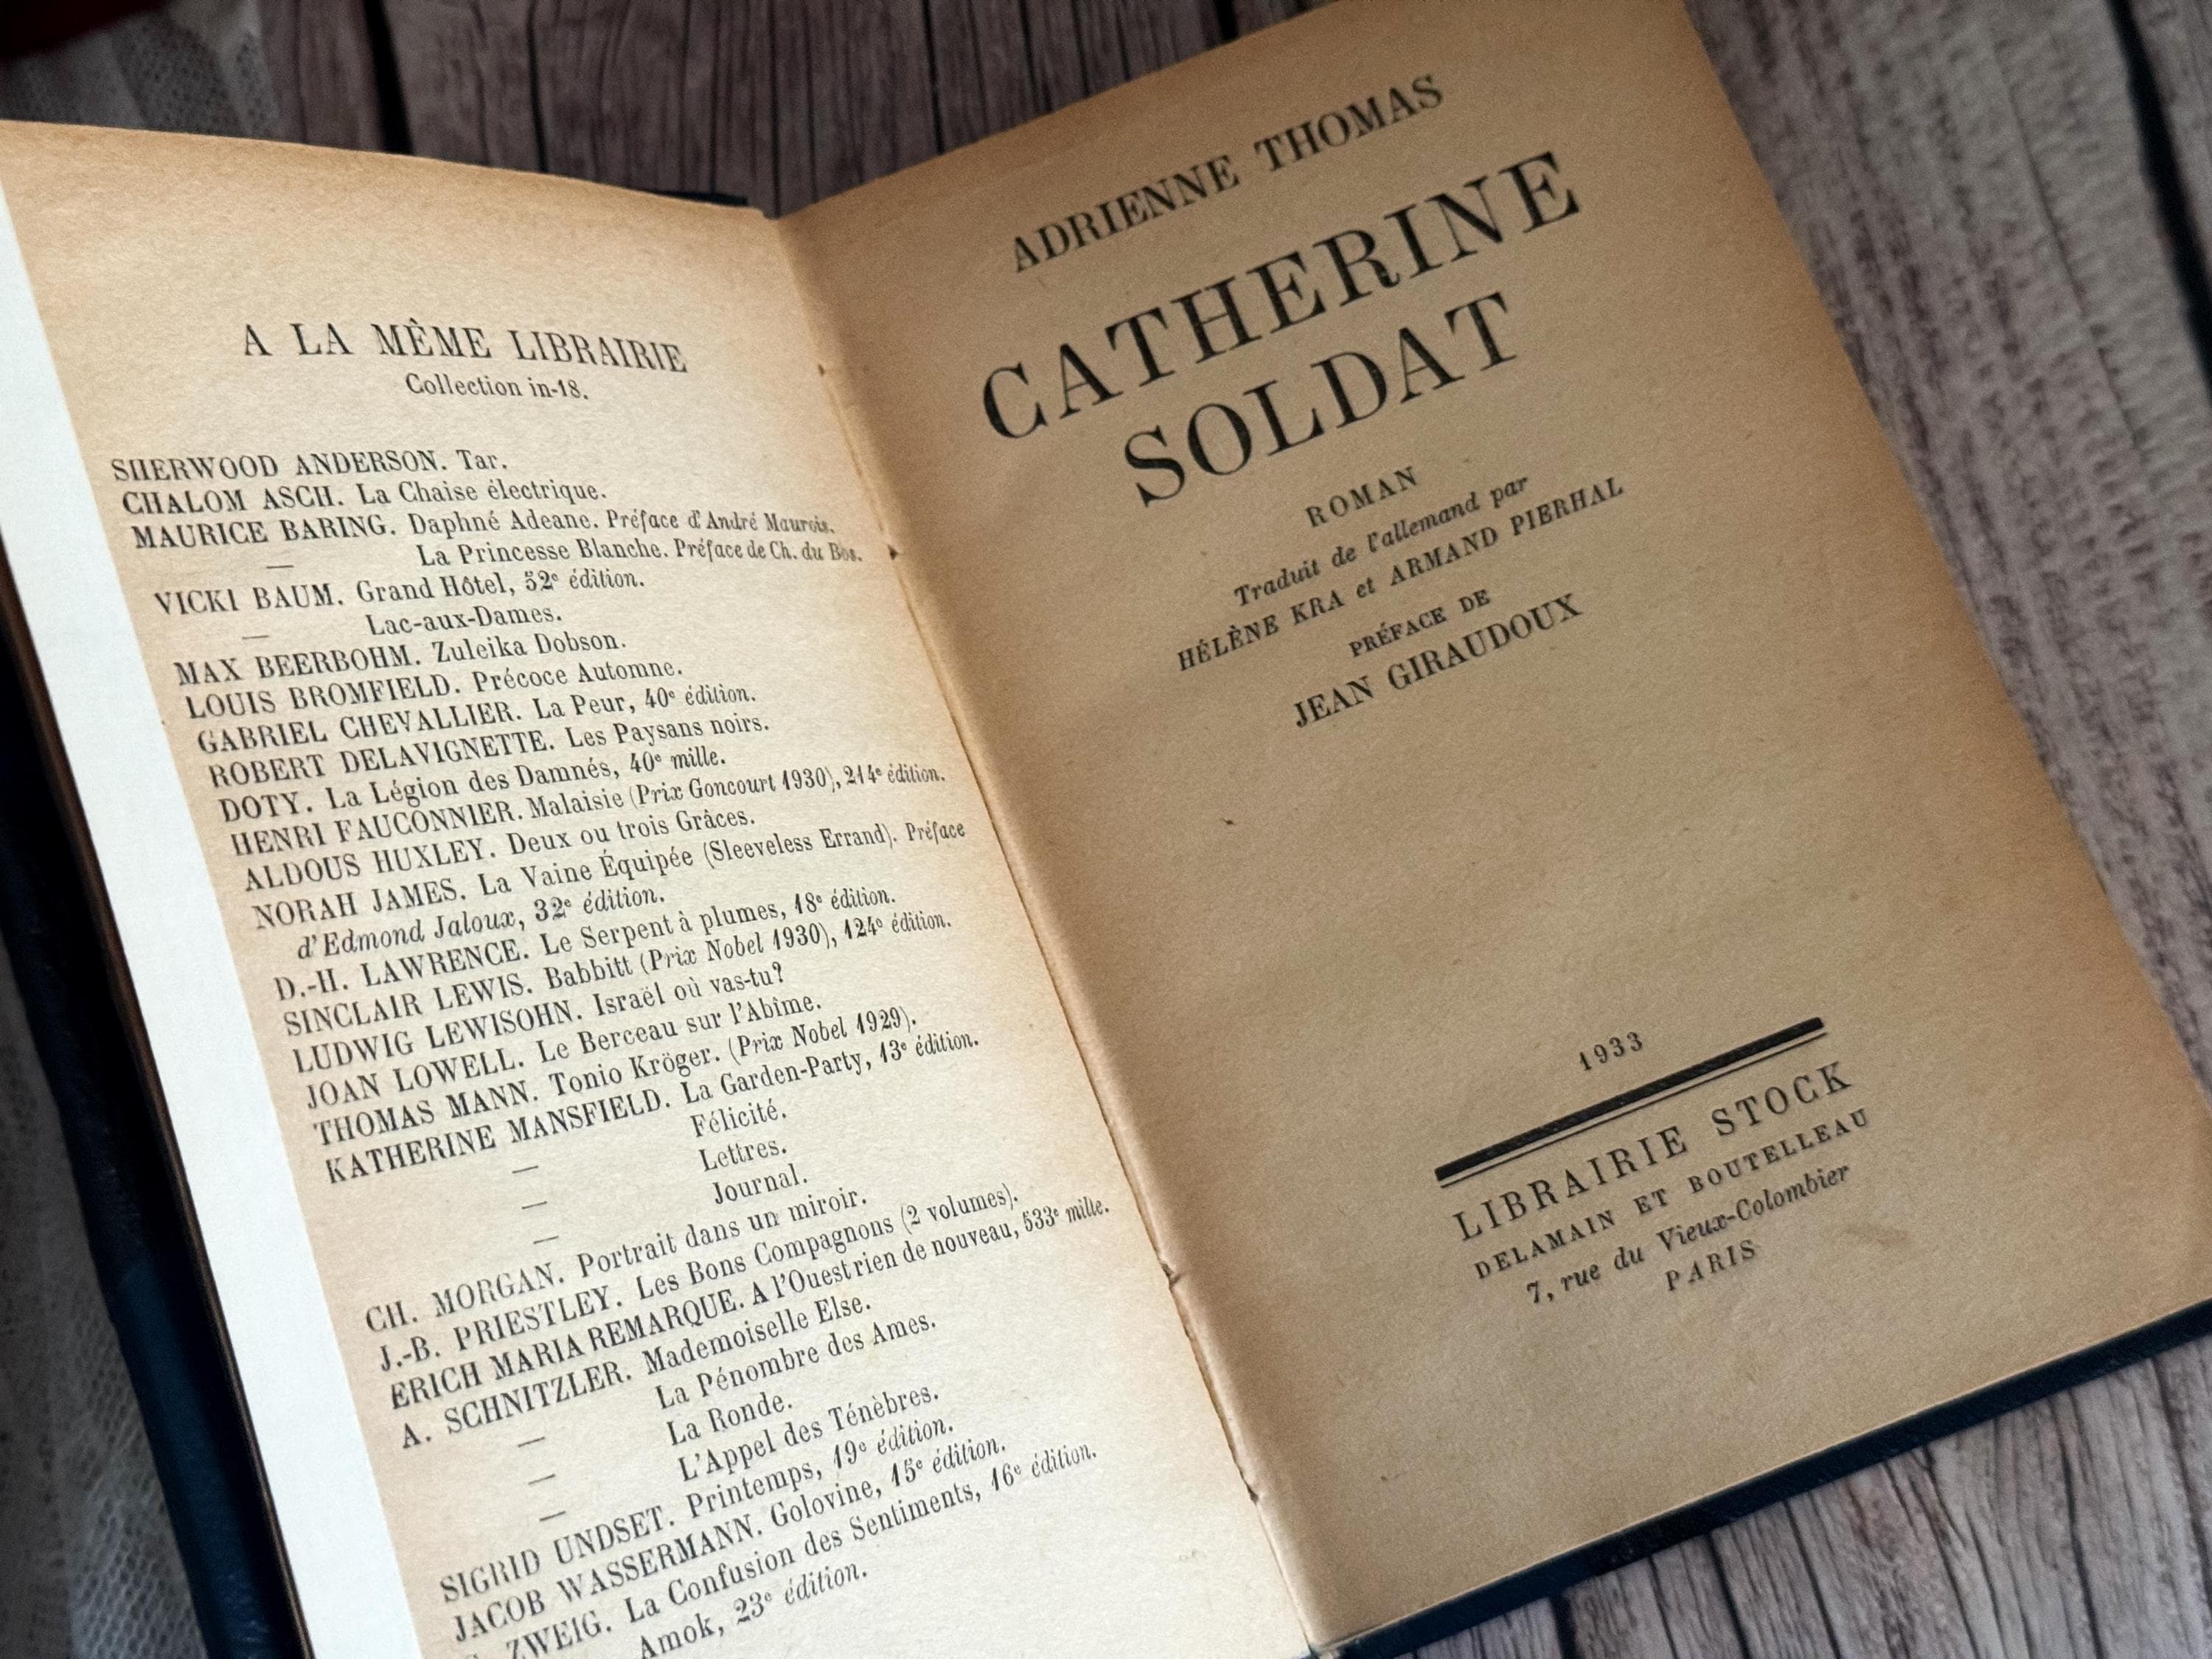 A LA MÊME LIBRAIRIE
Collection in-18.
SHERWOOD ANDERSON. Tar.
CHALOM ASCH. La Chaise électrique.
MAURICE BARING. Daphné Adeane. Préface d'André Maurois.
— La Princesse Blanche. Préface de Ch. du Bos.
VICKI BAUM. Grand Hôtel, 52e édition.
— Lac-aux-Dames.
MAX BEERBOHM. Zuleika Dobson.
LOUIS BROMFIELD. Précoce Automne.
GABRIEL CHEVALLIER. La Peur, 40e édition.
ROBERT DELAVIGNETTE. Les Paysans noirs.
DOTY. La Légion des Damnés, 40e mille.
HENRI FAUCONNIER. Malaisie (Prix Goncourt 1930), 214e édition.
ALDOUS HUXLEY. Deux ou trois Grâces.
NORAH JAMES. La Vaine Équipée (Sleeveless Errand). Préface
d'Edmond Jaloux, 32e édition.
D.-H. LAWRENCE. Le Serpent à plumes, 18e édition.
SINCLAIR LEWIS. Babbitt (Prix Nobel 1930), 124e édition.
LUDWIG LEWISOHN. Israël où vas-tu?
JOAN LOWELL. Le Berceau sur l'Abîme.
THOMAS MANN. Tonio Kröger. (Prix Nobel 1929).
KATHERINE MANSFIELD. La Garden-Party, 13e édition.
— Félicité.
— Lettres.
— Journal.
CH. MORGAN. Portrait dans un miroir.
J.-B. PRIESTLEY. Les Bons Compagnons (2 volumes).
ERICH MARIA REMARQUE. A l'Ouest rien de nouveau, 533e mille.
A. SCHNITZLER. Mademoiselle Else.
— La Pénombre des Ames.
— La Ronde.
— L'Appel des Ténèbres.
SIGRID UNDSET. Printemps, 19e édition.
JACOB WASSERMANN. Golovine, 15e édition.
ZWEIG. La Confusion des Sentiments, 16e édition.
Amok, 23e édition.
ADRIENNE THOMAS
CATHERINE
SOLDAT
ROMAN
Traduit de l'allemand par
HÉLÈNE KRA et ARMAND PIERHAL
PRÉFACE DE
JEAN GIRAUDOUX
1933
LIBRAIRIE STOCK
DELAMAIN ET BOUTELLEAU
7, rue du Vieux-Colombier
PARIS